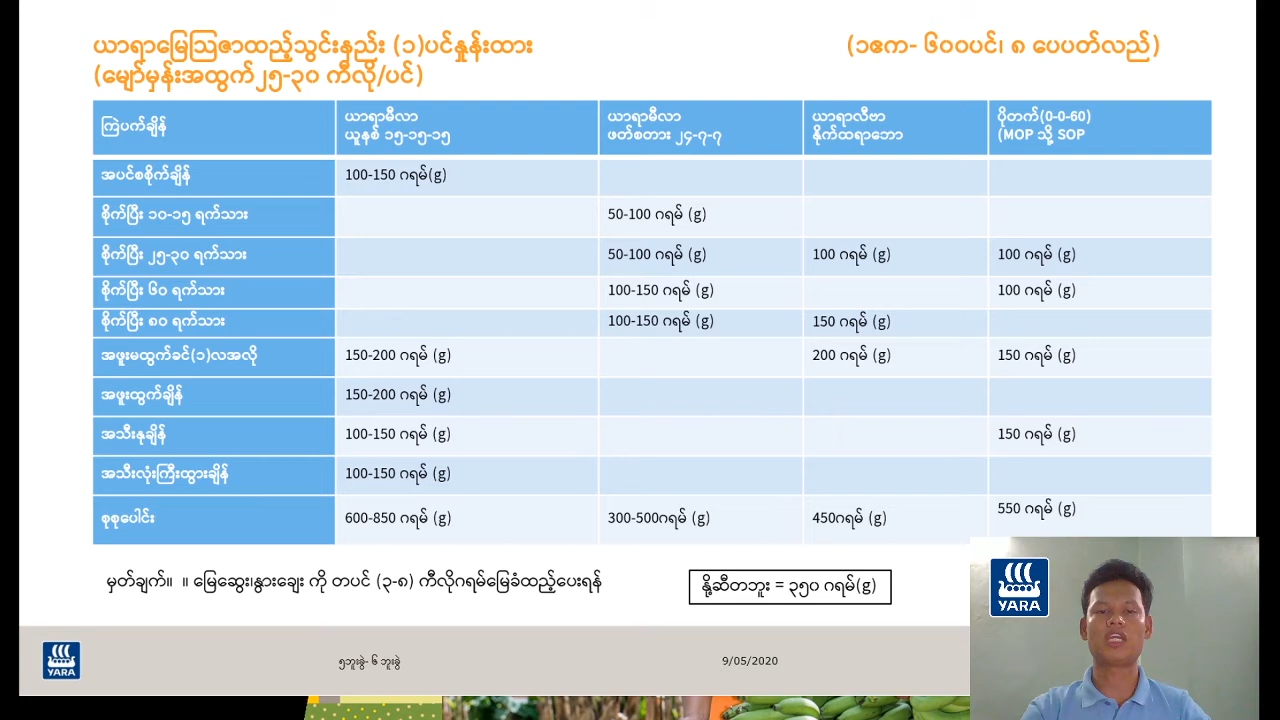 ယာရာမြေဩဇာထည့်သွင်းနည်း (၁)ပင်နှုန်းထား
(မျှော်မှန်းအထွက်၂၅-၃၀ ကီလို/ပင်)
(၁ဧက- ၆၀၀ပင်၊ ၈ ပေပတ်လည်)
ကြဲပက်ချိန်
ယာရာမီလာ
ယူနစ် ၁၅-၁၅-၁၅
ယာရာမီလာ
ဖတ်စတား ၂၄-၇-၇
ယာရာလီဗာ
နိုက်ထရာဘော
ပိုတက်(0-0-60)
(MOP သို့ SOP
အပင်စစိုက်ချိန် 100-150 ဂရမ်(g)
စိုက်ပြီး ၁၀-၁၅ ရက်သား 50-100 ဂရမ် (g)
စိုက်ပြီး ၂၅-၃၀ ရက်သား 50-100 ဂရမ် (g) 100 ဂရမ် (g) 100 ဂရမ် (g)
စိုက်ပြီး ၆၀ ရက်သား 100-150 ဂရမ် (g) 100 ဂရမ် (g)
စိုက်ပြီး ၈၀ ရက်သား 100-150 ဂရမ် (g) 150 ဂရမ် (g)
အဖူးမထွက်ခင်(၁)လအလို 150-200 ဂရမ် (g) 200 ဂရမ် (g) 150 ဂရမ် (g)
အဖူးထွက်ချိန် 150-200 ဂရမ် (g)
အသီးနုချိန် 100-150 ဂရမ် (g) 150 ဂရမ် (g)
အသီးလုံးကြီးထွားချိန် 100-150 ဂရမ် (g)
စုစုပေါင်း 600-850 ဂရမ် (g) 300-500ဂရမ် (g) 450ဂရမ် (g) 550 ဂရမ် (g)
မှတ်ချက်။ ။ မြေဆွေး၊နွားချေး ကို တပင် (၃-၈) ကီလိုဂရမ်မြေခံထည့်ပေးရန်
နို့ဆီတဘူး = ၃၅၀ ဂရမ်(g)
YARA
YARA
၅ဘူးခွဲ- ၆ ဘူးခွဲ
9/05/2020